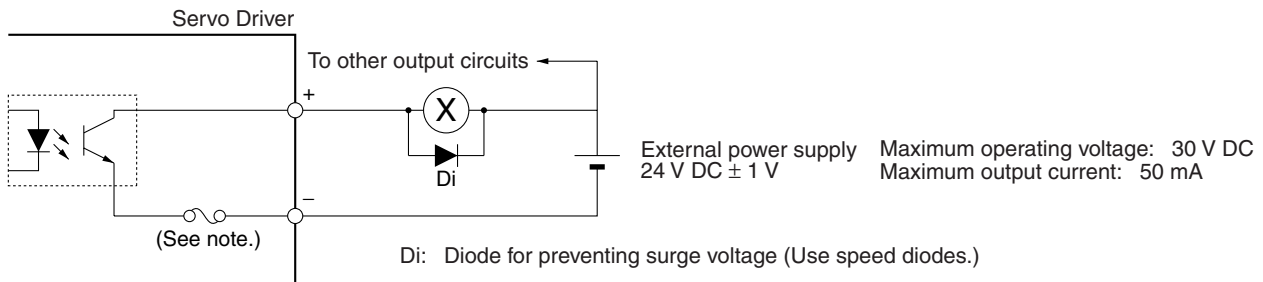 Servo Driver
To other output circuits
+
X
Di
External power supply
24 V DC ± 1 V
Maximum operating voltage: 30 V DC
Maximum output current: 50 mA
–
(See note.)
Di: Diode for preventing surge voltage (Use speed diodes.)